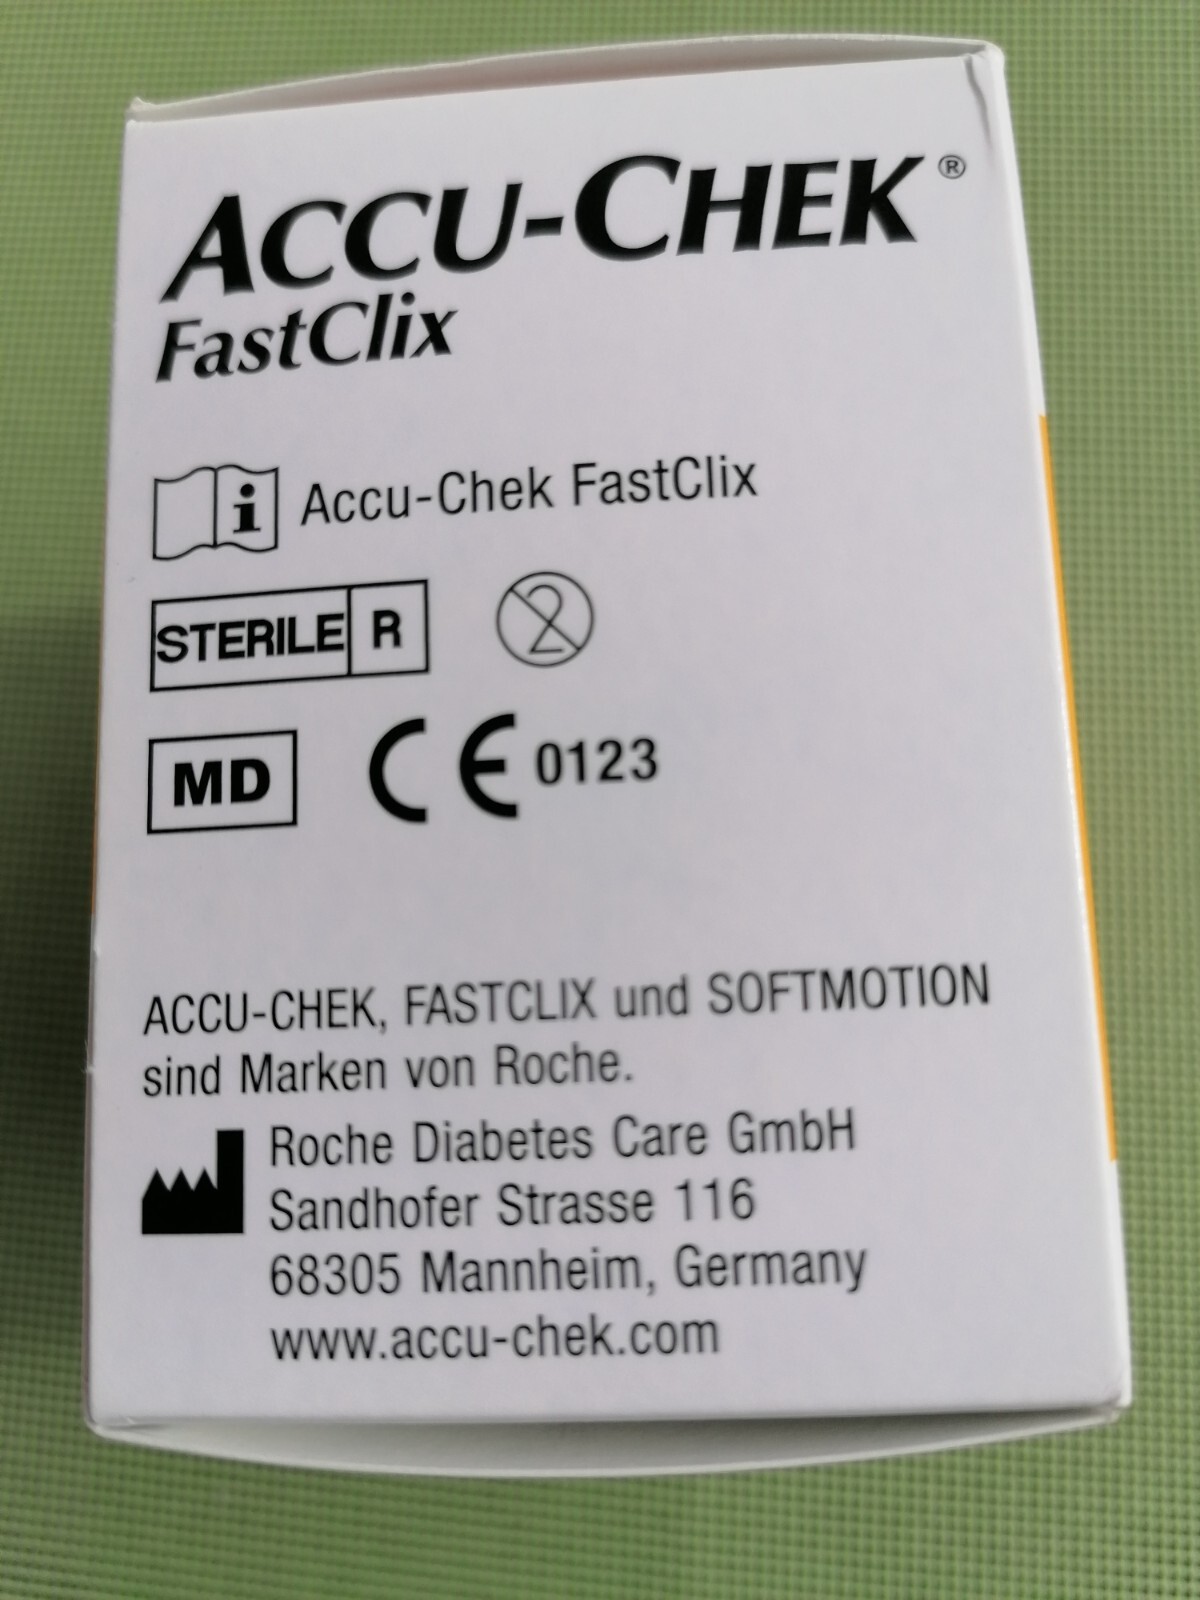 ACCU-CHEK®
FastClix
i Accu-Chek FastClix
STERILE R 2
MD CE 0123
ACCU-CHEK, FASTCLIX und SOFTMOTION
sind Marken von Roche.
Roche Diabetes Care GmbH
Sandhofer Strasse 116
68305 Mannheim, Germany
www.accu-chek.com